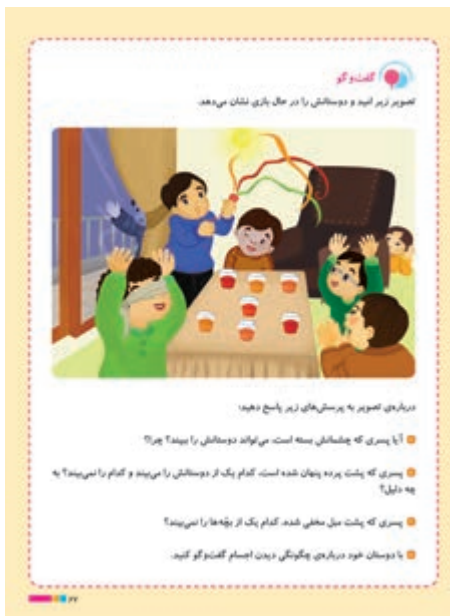 گفت‌وگو
تصویر زیر امید و دوستانش را در حال بازی نشان می‌دهد.
درباره‌ی تصویر به پرسش‌های زیر پاسخ دهید:
آیا پسری که چشمانش بسته است، می‌تواند دوستانش را ببیند؟ چرا؟
پسری که پشت پرده پنهان شده است، کدام یک از دوستانش را می‌بیند و کدام را نمی‌بیند؟ به
چه دلیل؟
پسری که پشت مبل مخفی شده، کدام یک از بچّه‌ها را نمی‌بیند؟
با دوستان خود درباره‌ی چگونگی دیدن اجسام گفت‌وگو کنید.